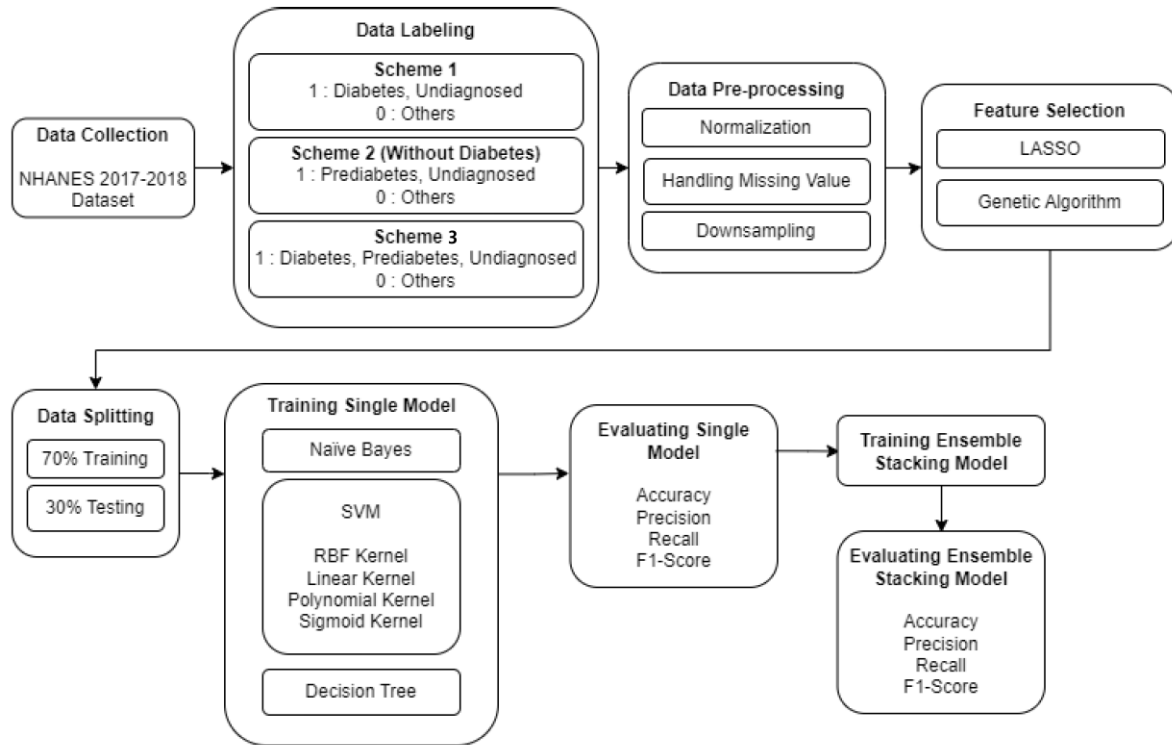 Data Collection
NHANES 2017-2018
Dataset
Data Labeling
Scheme 1
1 : Diabetes, Undiagnosed
0 : Others
Scheme 2 (Without Diabetes)
1 : Prediabetes, Undiagnosed
0 : Others
Scheme 3
1 : Diabetes, Prediabetes, Undiagnosed
0 : Others
Data Pre-processing
Normalization
Handling Missing Value
Downsampling
Feature Selection
LASSO
Genetic Algorithm
Data Splitting
70% Training
30% Testing
Training Single Model
Naïve Bayes
SVM
RBF Kernel
Linear Kernel
Polynomial Kernel
Sigmoid Kernel
Decision Tree
Evaluating Single
Model
Accuracy
Precision
Recall
F1-Score
Training Ensemble
Stacking Model
Evaluating Ensemble
Stacking Model
Accuracy
Precision
Recall
F1-Score